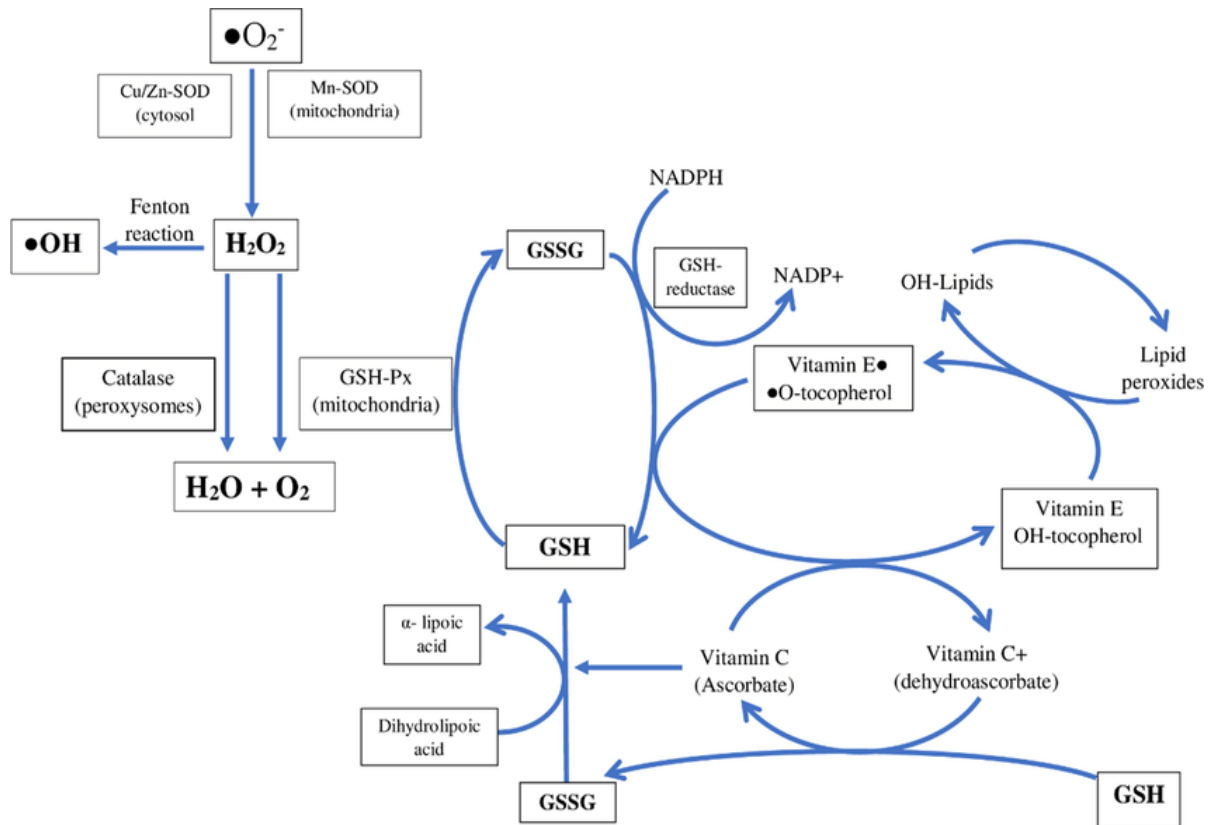 ●O₂⁻
Cu/Zn-SOD
(cytosol
Mn-SOD
(mitochondria)
Fenton
reaction
●OH
H₂O₂
Catalase
(peroxysomes)
GSH-Px
(mitochondria)
H₂O + O₂
NADPH
GSSG
GSH-
reductase
NADP+
OH-Lipids
Lipid
peroxides
Vitamin E●
●O-tocopherol
Vitamin E
OH-tocopherol
GSH
α- lipoic
acid
Dihydrolipoic
acid
Vitamin C
(Ascorbate)
Vitamin C+
(dehydroascorbate)
GSSG
GSH